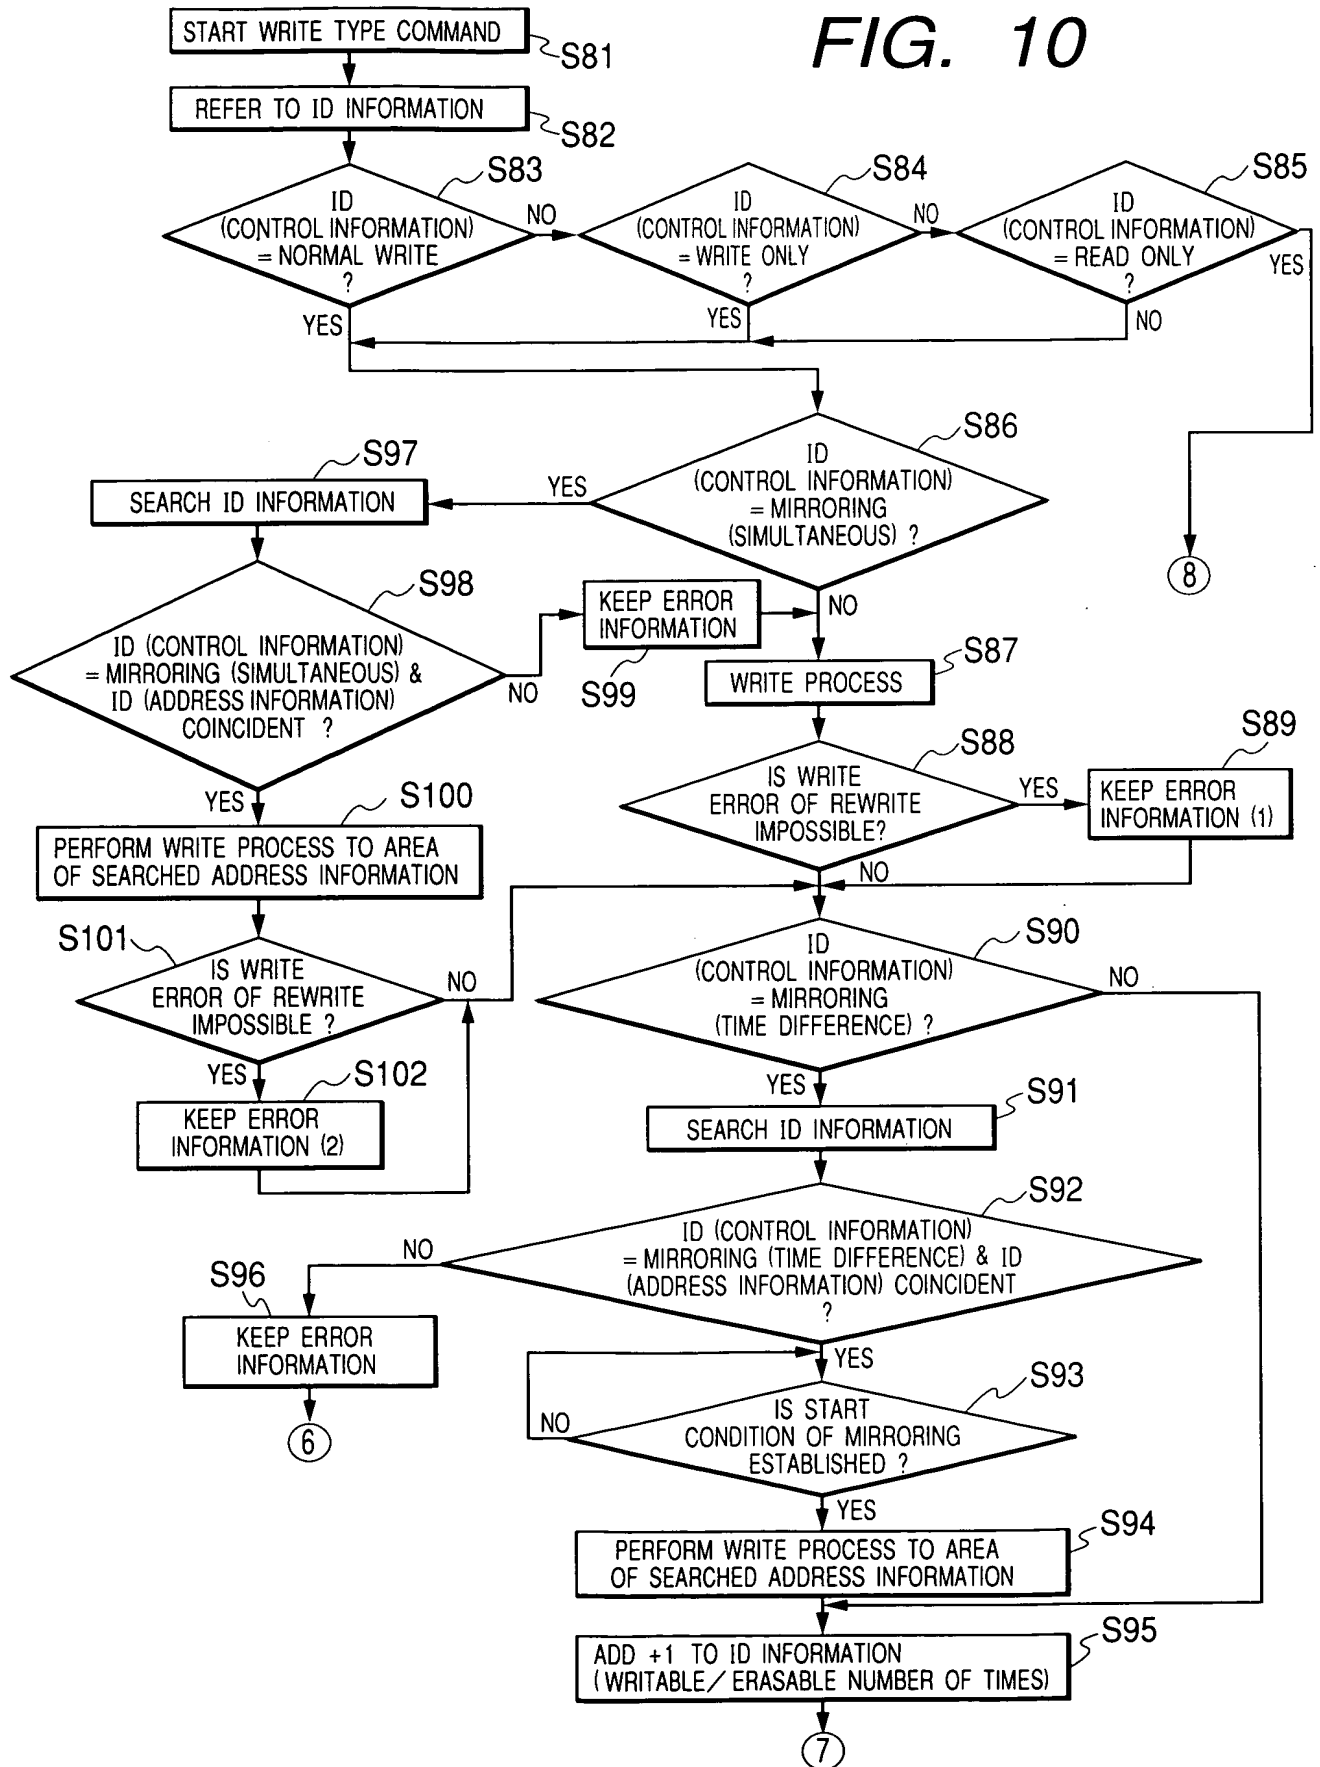 FIG. 10
START WRITE TYPE COMMAND
S81
REFER TO ID INFORMATION
S82
S83
ID
(CONTROL INFORMATION)
= NORMAL WRITE
?
NO
YES
S84
ID
(CONTROL INFORMATION)
= WRITE ONLY
?
NO
YES
S85
ID
(CONTROL INFORMATION)
= READ ONLY
?
YES
NO
8
S86
ID
(CONTROL INFORMATION)
= MIRRORING
(SIMULTANEOUS) ?
YES
NO
S97
SEARCH ID INFORMATION
S98
ID (CONTROL INFORMATION)
= MIRRORING (SIMULTANEOUS) &
ID (ADDRESS INFORMATION)
COINCIDENT ?
NO
YES
KEEP ERROR
INFORMATION
S99
S87
WRITE PROCESS
S88
IS WRITE
ERROR OF REWRITE
IMPOSSIBLE?
YES
NO
S89
KEEP ERROR
INFORMATION (1)
S100
PERFORM WRITE PROCESS TO AREA
OF SEARCHED ADDRESS INFORMATION
S101
IS WRITE
ERROR OF REWRITE
IMPOSSIBLE ?
NO
YES
S102
KEEP ERROR
INFORMATION (2)
S90
ID
(CONTROL INFORMATION)
= MIRRORING
(TIME DIFFERENCE) ?
NO
YES
S91
SEARCH ID INFORMATION
S92
ID (CONTROL INFORMATION)
= MIRRORING (TIME DIFFERENCE) & ID
(ADDRESS INFORMATION) COINCIDENT
?
NO
YES
S96
KEEP ERROR
INFORMATION
6
S93
IS START
CONDITION OF MIRRORING
ESTABLISHED ?
NO
YES
S94
PERFORM WRITE PROCESS TO AREA
OF SEARCHED ADDRESS INFORMATION
S95
ADD +1 TO ID INFORMATION
(WRITABLE/ERASABLE NUMBER OF TIMES)
7